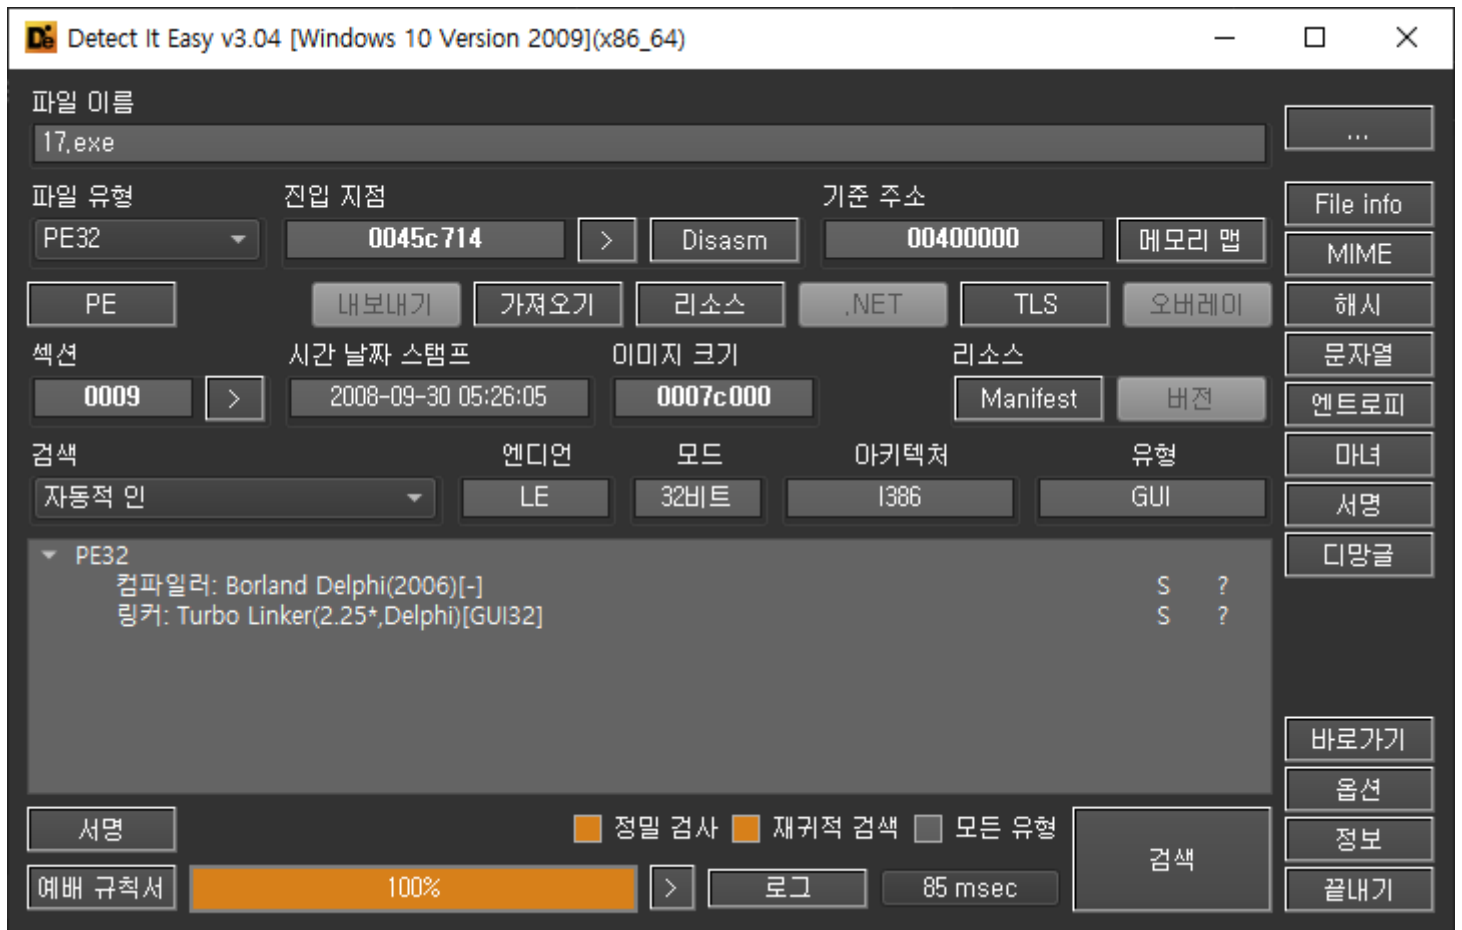 Detect It Easy v3.04 [Windows 10 Version 2009](x86_64)
파일 이름
17.exe
...
파일 유형 진입 지점 기준 주소
PE32 0045c714 > Disasm 00400000 메모리 맵
File info
MIME
PE 내보내기 가져오기 리소스 .NET TLS 오버레이
해시
섹션 시간 날짜 스탬프 이미지 크기 리소스
문자열
0009 > 2008-09-30 05:26:05 0007c000 Manifest 버전
엔트로피
검색 엔디언 모드 아키텍처 유형
마녀
자동적 인 LE 32비트 I386 GUI
서명
PE32
디망글
컴파일러: Borland Delphi(2006)[-] S ?
링커: Turbo Linker(2.25*,Delphi)[GUI32] S ?
바로가기
옵션
서명 정밀 검사 재귀적 검색 모든 유형 검색
정보
예배 규칙서 100% > 로그 85 msec
끝내기